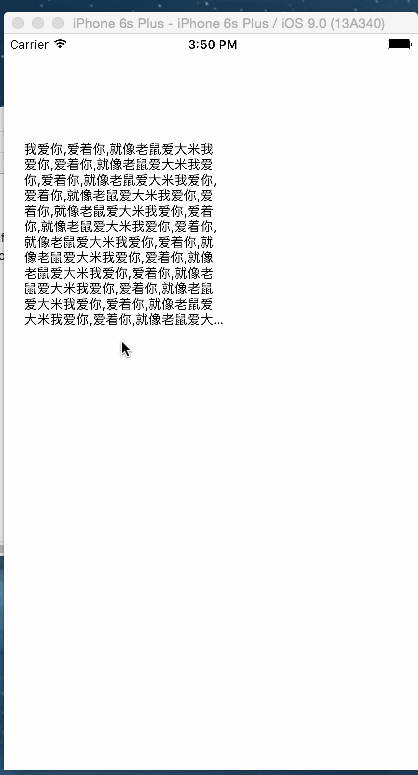 iPhone 6s Plus - iPhone 6s Plus / iOS 9.0 (13A340)
Carrier 3:50 PM
我爱你,爱着你,就像老鼠爱大米我
爱你,爱着你,就像老鼠爱大米我爱
你,爱着你,就像老鼠爱大米我爱你,
爱着你,就像老鼠爱大米我爱你,爱
着你,就像老鼠爱大米我爱你,爱着
你,就像老鼠爱大米我爱你,爱着你,
就像老鼠爱大米我爱你,爱着你,就
像老鼠爱大米我爱你,爱着你,就像
老鼠爱大米我爱你,爱着你,就像老
鼠爱大米我爱你,爱着你,就像老鼠
爱大米我爱你,爱着你,就像老鼠爱
大米我爱你,爱着你,就像老鼠爱大...